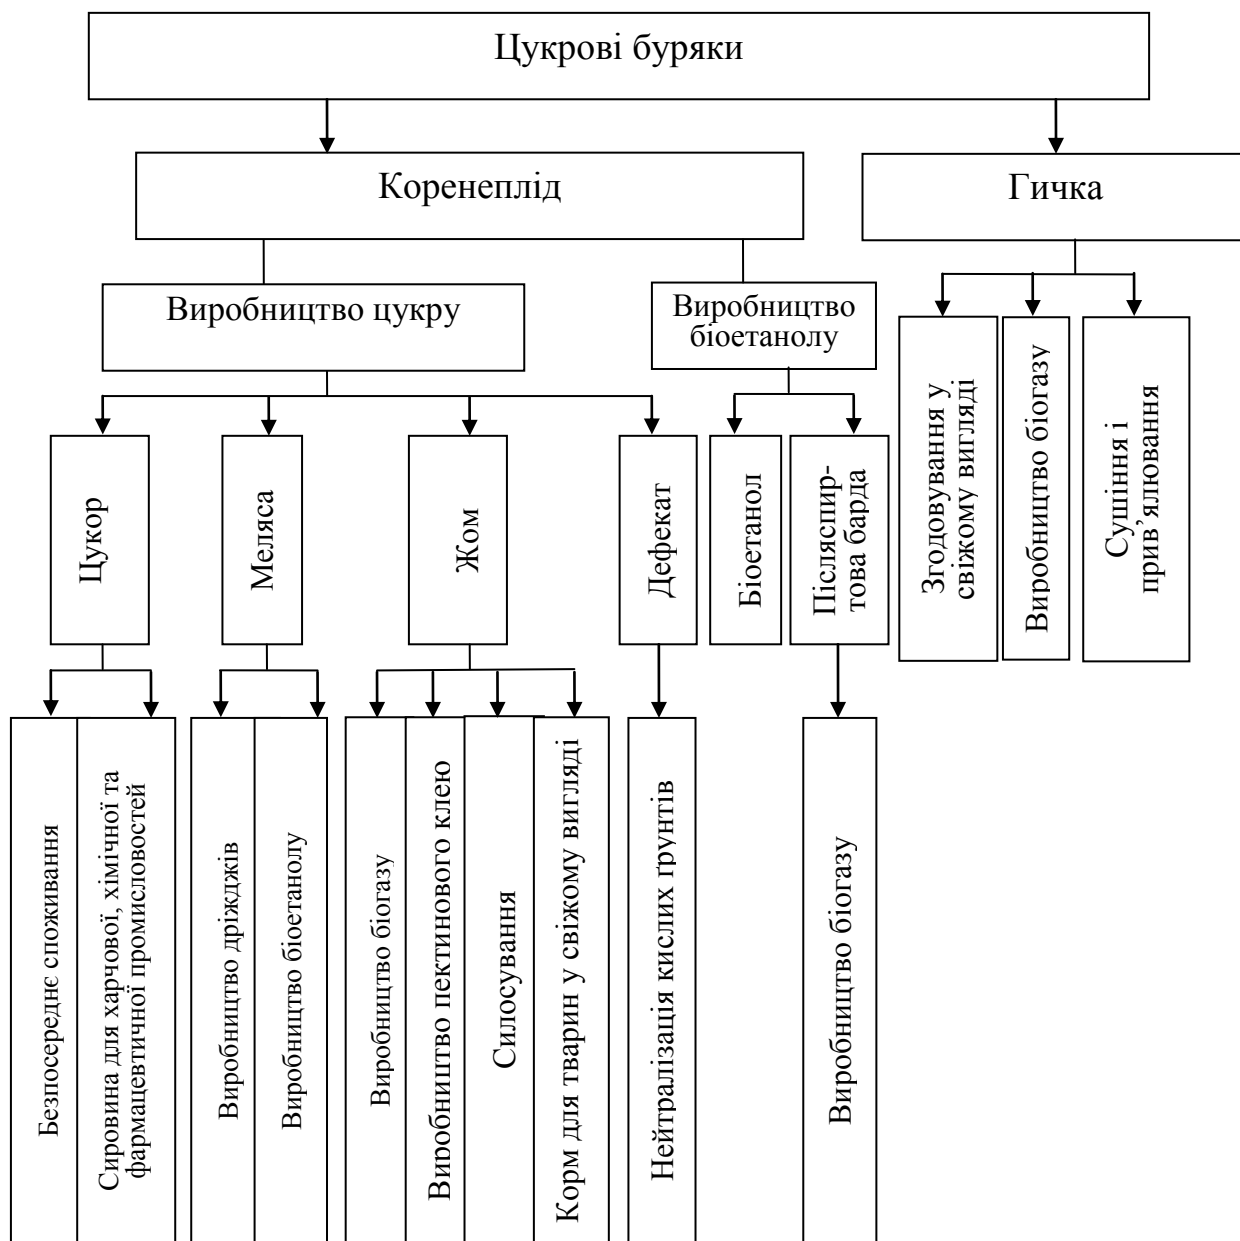 Цукрові буряки
Коренеплід
Гичка
Виробництво цукру
Виробництво
біоетанолу
Згодовування у
свіжому вигляді
Виробництво біогазу
Сушіння і
прив’ялювання
Цукор
Меляса
Жом
Дефекат
Біоетанол
Післяспир-
това барда
Безпосереднє споживання
Сировина для харчової, хімічної та
фармацевтичної промисловостей
Виробництво дріжджів
Виробництво біоетанолу
Виробництво біогазу
Виробництво пектинового клею
Силосування
Корм для тварин у свіжому вигляді
Нейтралізація кислих ґрунтів
Виробництво біогазу